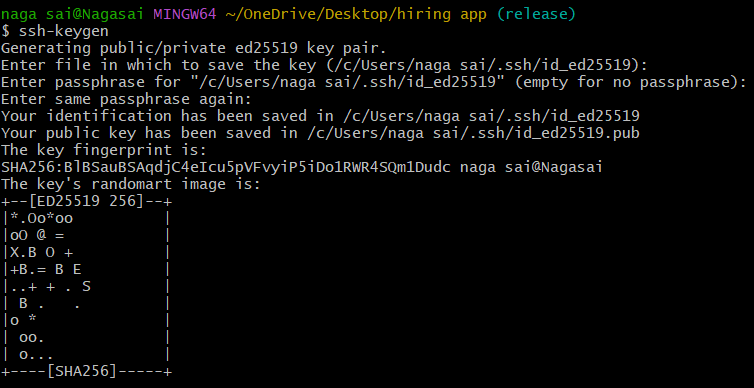 naga sai@Nagasai MINGW64 ~/OneDrive/Desktop/hiring app (release)
$ ssh-keygen
Generating public/private ed25519 key pair.
Enter file in which to save the key (/c/Users/naga sai/.ssh/id_ed25519):
Enter passphrase for "/c/Users/naga sai/.ssh/id_ed25519" (empty for no passphrase):
Enter same passphrase again:
Your identification has been saved in /c/Users/naga sai/.ssh/id_ed25519
Your public key has been saved in /c/Users/naga sai/.ssh/id_ed25519.pub
The key fingerprint is:
SHA256:BlBSauBSAqdjC4eIcu5pVFvyiP5iDo1RWR4SQm1Dudc naga sai@Nagasai
The key's randomart image is:
+--[ED25519 256]--+
|*.Oo*oo          |
|oO @ =           |
|X.B O +          |
|+B.= B E         |
|..+ + . S        |
| B .   .         |
|o *              |
| oo.             |
| o...            |
+----[SHA256]-----+